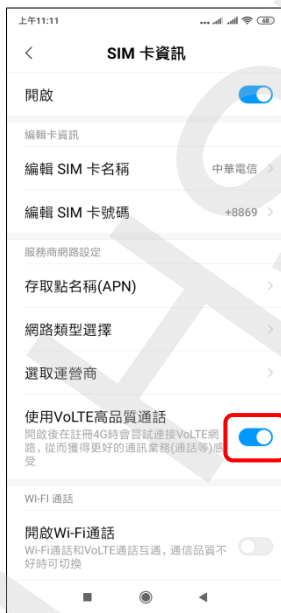 上午11:11
68
SIM 卡資訊
開啟
編輯卡資訊
編輯 SIM 卡名稱
中華電信
編輯 SIM 卡號碼
+8869
服務商網路設定
存取點名稱(APN)
網路類型選擇
選取運營商
使用VoLTE高品質通話
開啟後在註冊4G時會嘗試連接VoLTE網
路，從而獲得更好的通訊業務(通話等)感
受
WI-FI 通話
開啟Wi-Fi通話
Wi-Fi通話和VoLTE通話互通，通信品質不
好時可切換